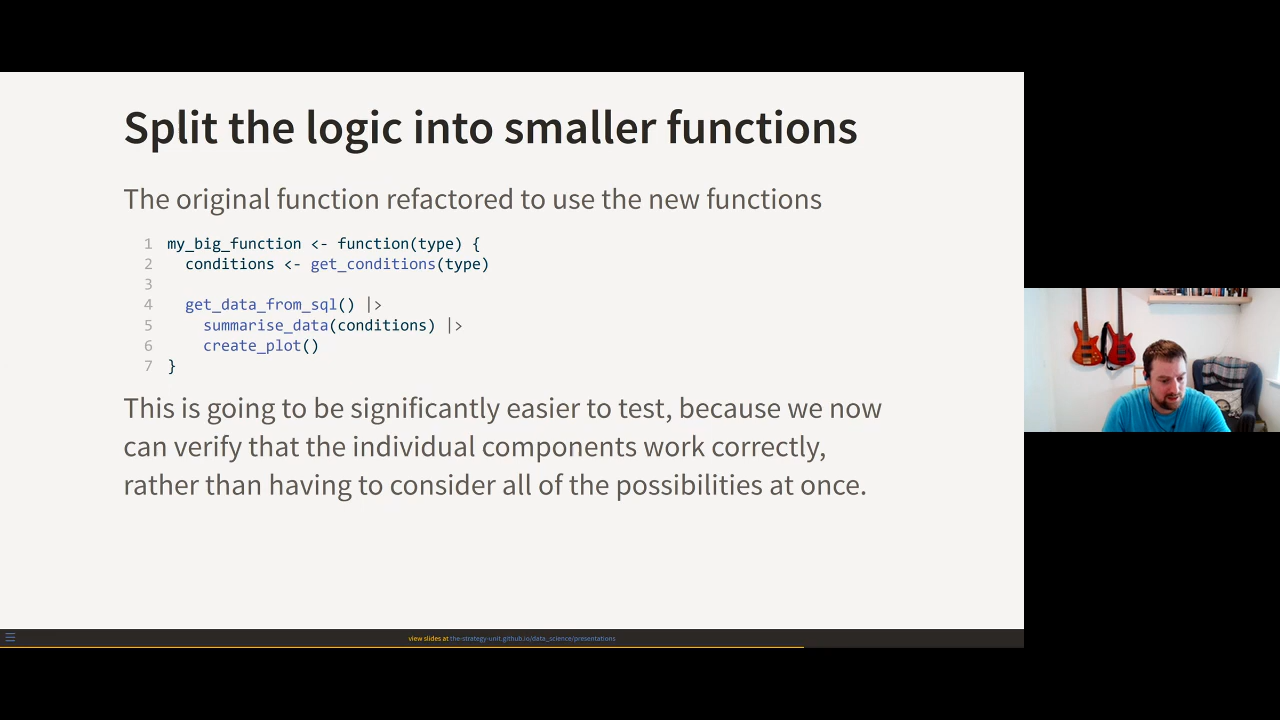 Split the logic into smaller functions
The original function refactored to use the new functions
1 my_big_function <- function(type) {
2   conditions <- get_conditions(type)
3
4   get_data_from_sql() |>
5     summarise_data(conditions) |>
6     create_plot()
7 }
This is going to be significantly easier to test, because we now
can verify that the individual components work correctly,
rather than having to consider all of the possibilities at once.
view slides at the-strategy-unit.github.io/data_science/presentations